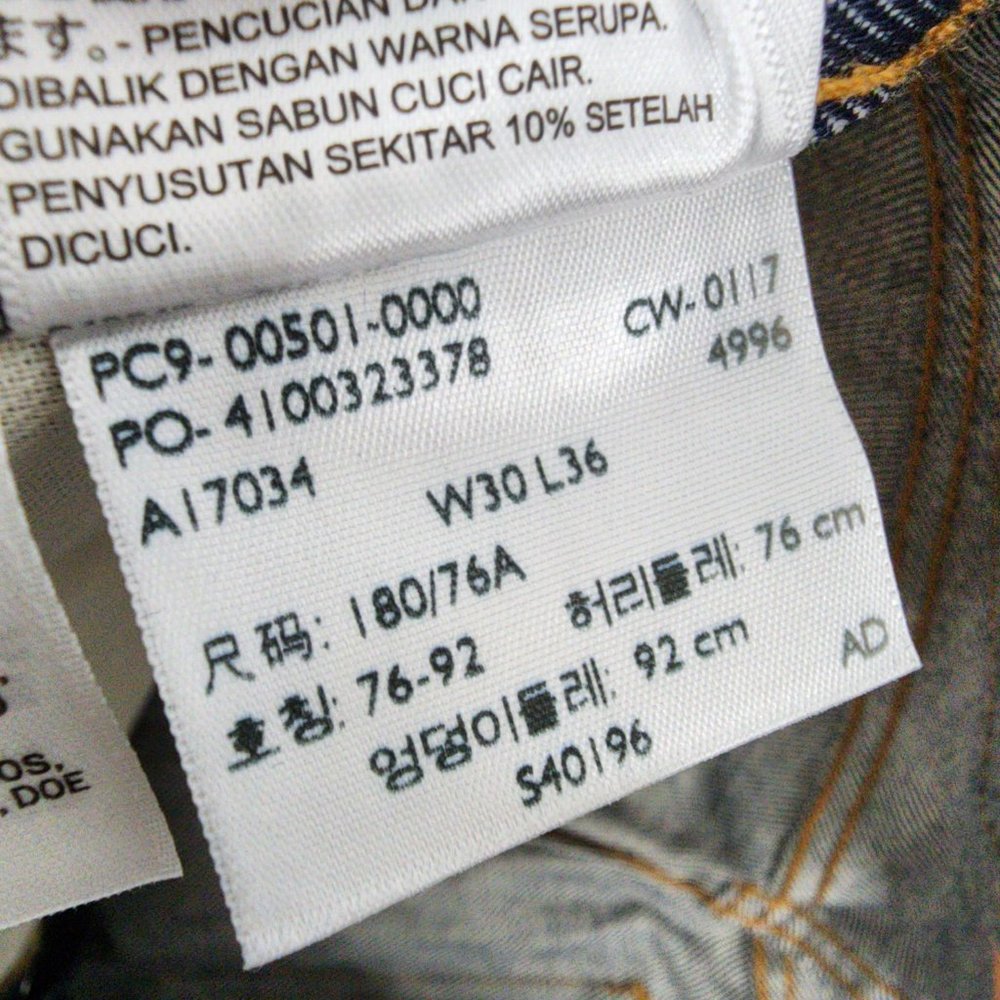 ます。- PENCUCIAN
DIBALIK DENGAN WARNA SERUPA.
GUNAKAN SABUN CUCI CAIR.
PENYUSUTAN SEKITAR 10% SETELAH
DICUCI.
PC9- 00501-0000 CW- 0117
PO- 4100323378 4996
A17034 W30 L36
尺码: 180/76A 허리둘레: 76 cm
호칭: 76-92 엉덩이둘레: 92 cm AD
S40196
OS,
, DOE